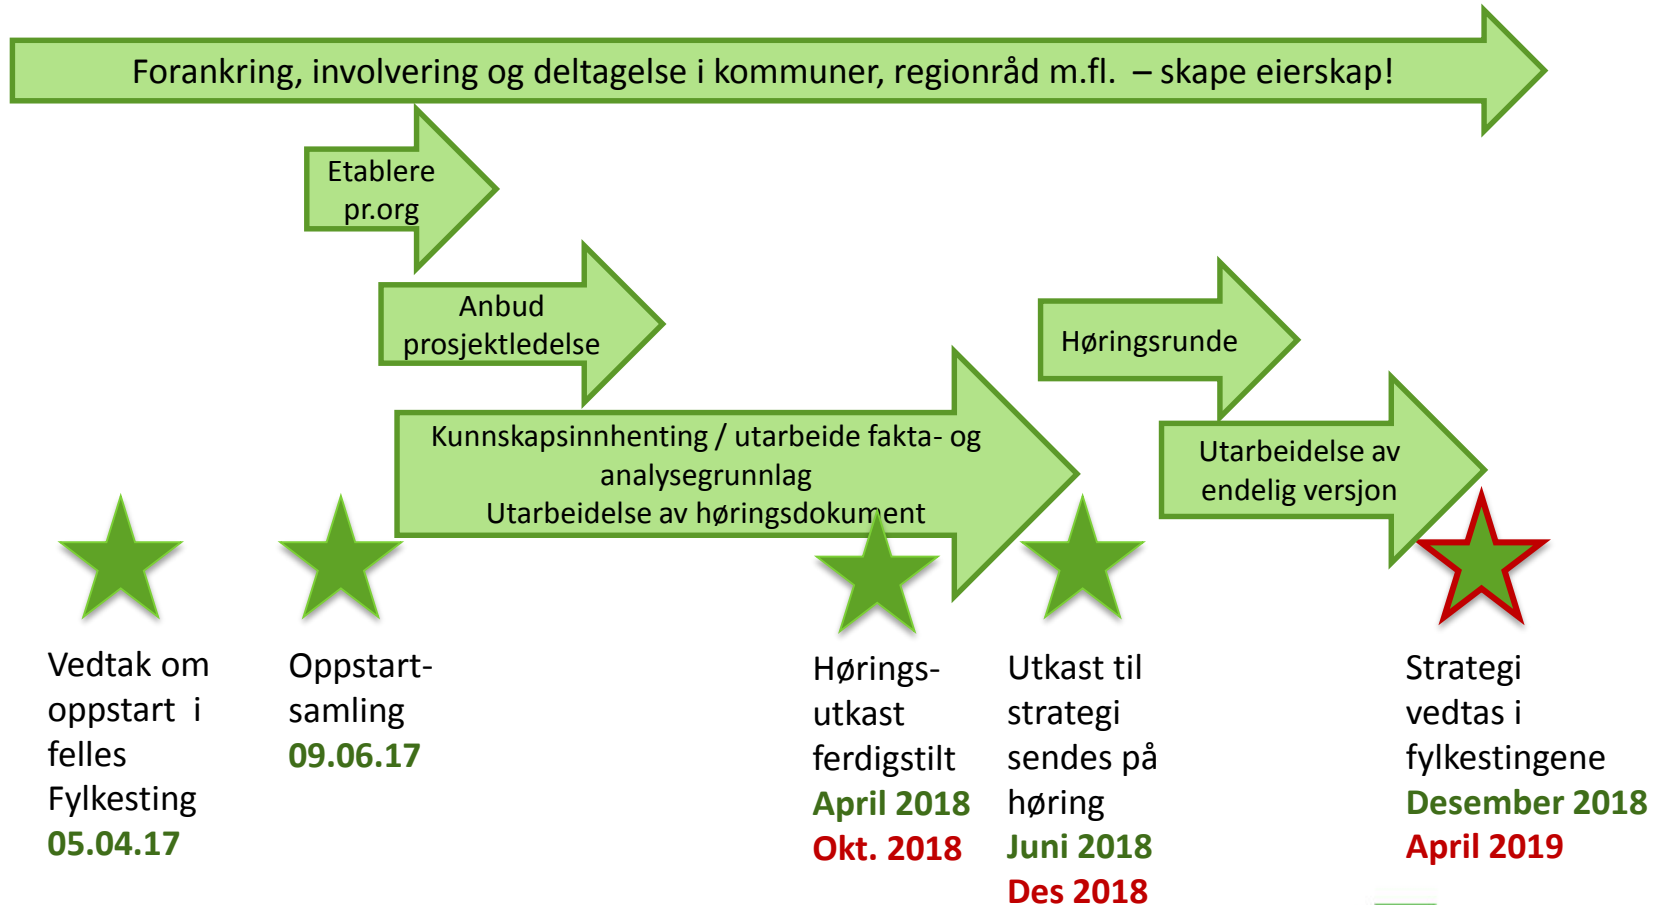 Forankring, involvering og deltagelse i kommuner, regionråd m.fl. – skape eierskap!
Etablere
pr.org
Anbud
prosjektledelse
Høringsrunde
Kunnskapsinnhenting / utarbeide fakta- og
analysegrunnlag
Utarbeidelse av høringsdokument
Utarbeidelse av
endelig versjon
Vedtak om
oppstart i
felles
Fylkesting
05.04.17
Oppstart-
samling
09.06.17
Hørings-
utkast
ferdigstilt
April 2018
Okt. 2018
Utkast til
strategi
sendes på
høring
Juni 2018
Des 2018
Strategi
vedtas i
fylkestingene
Desember 2018
April 2019